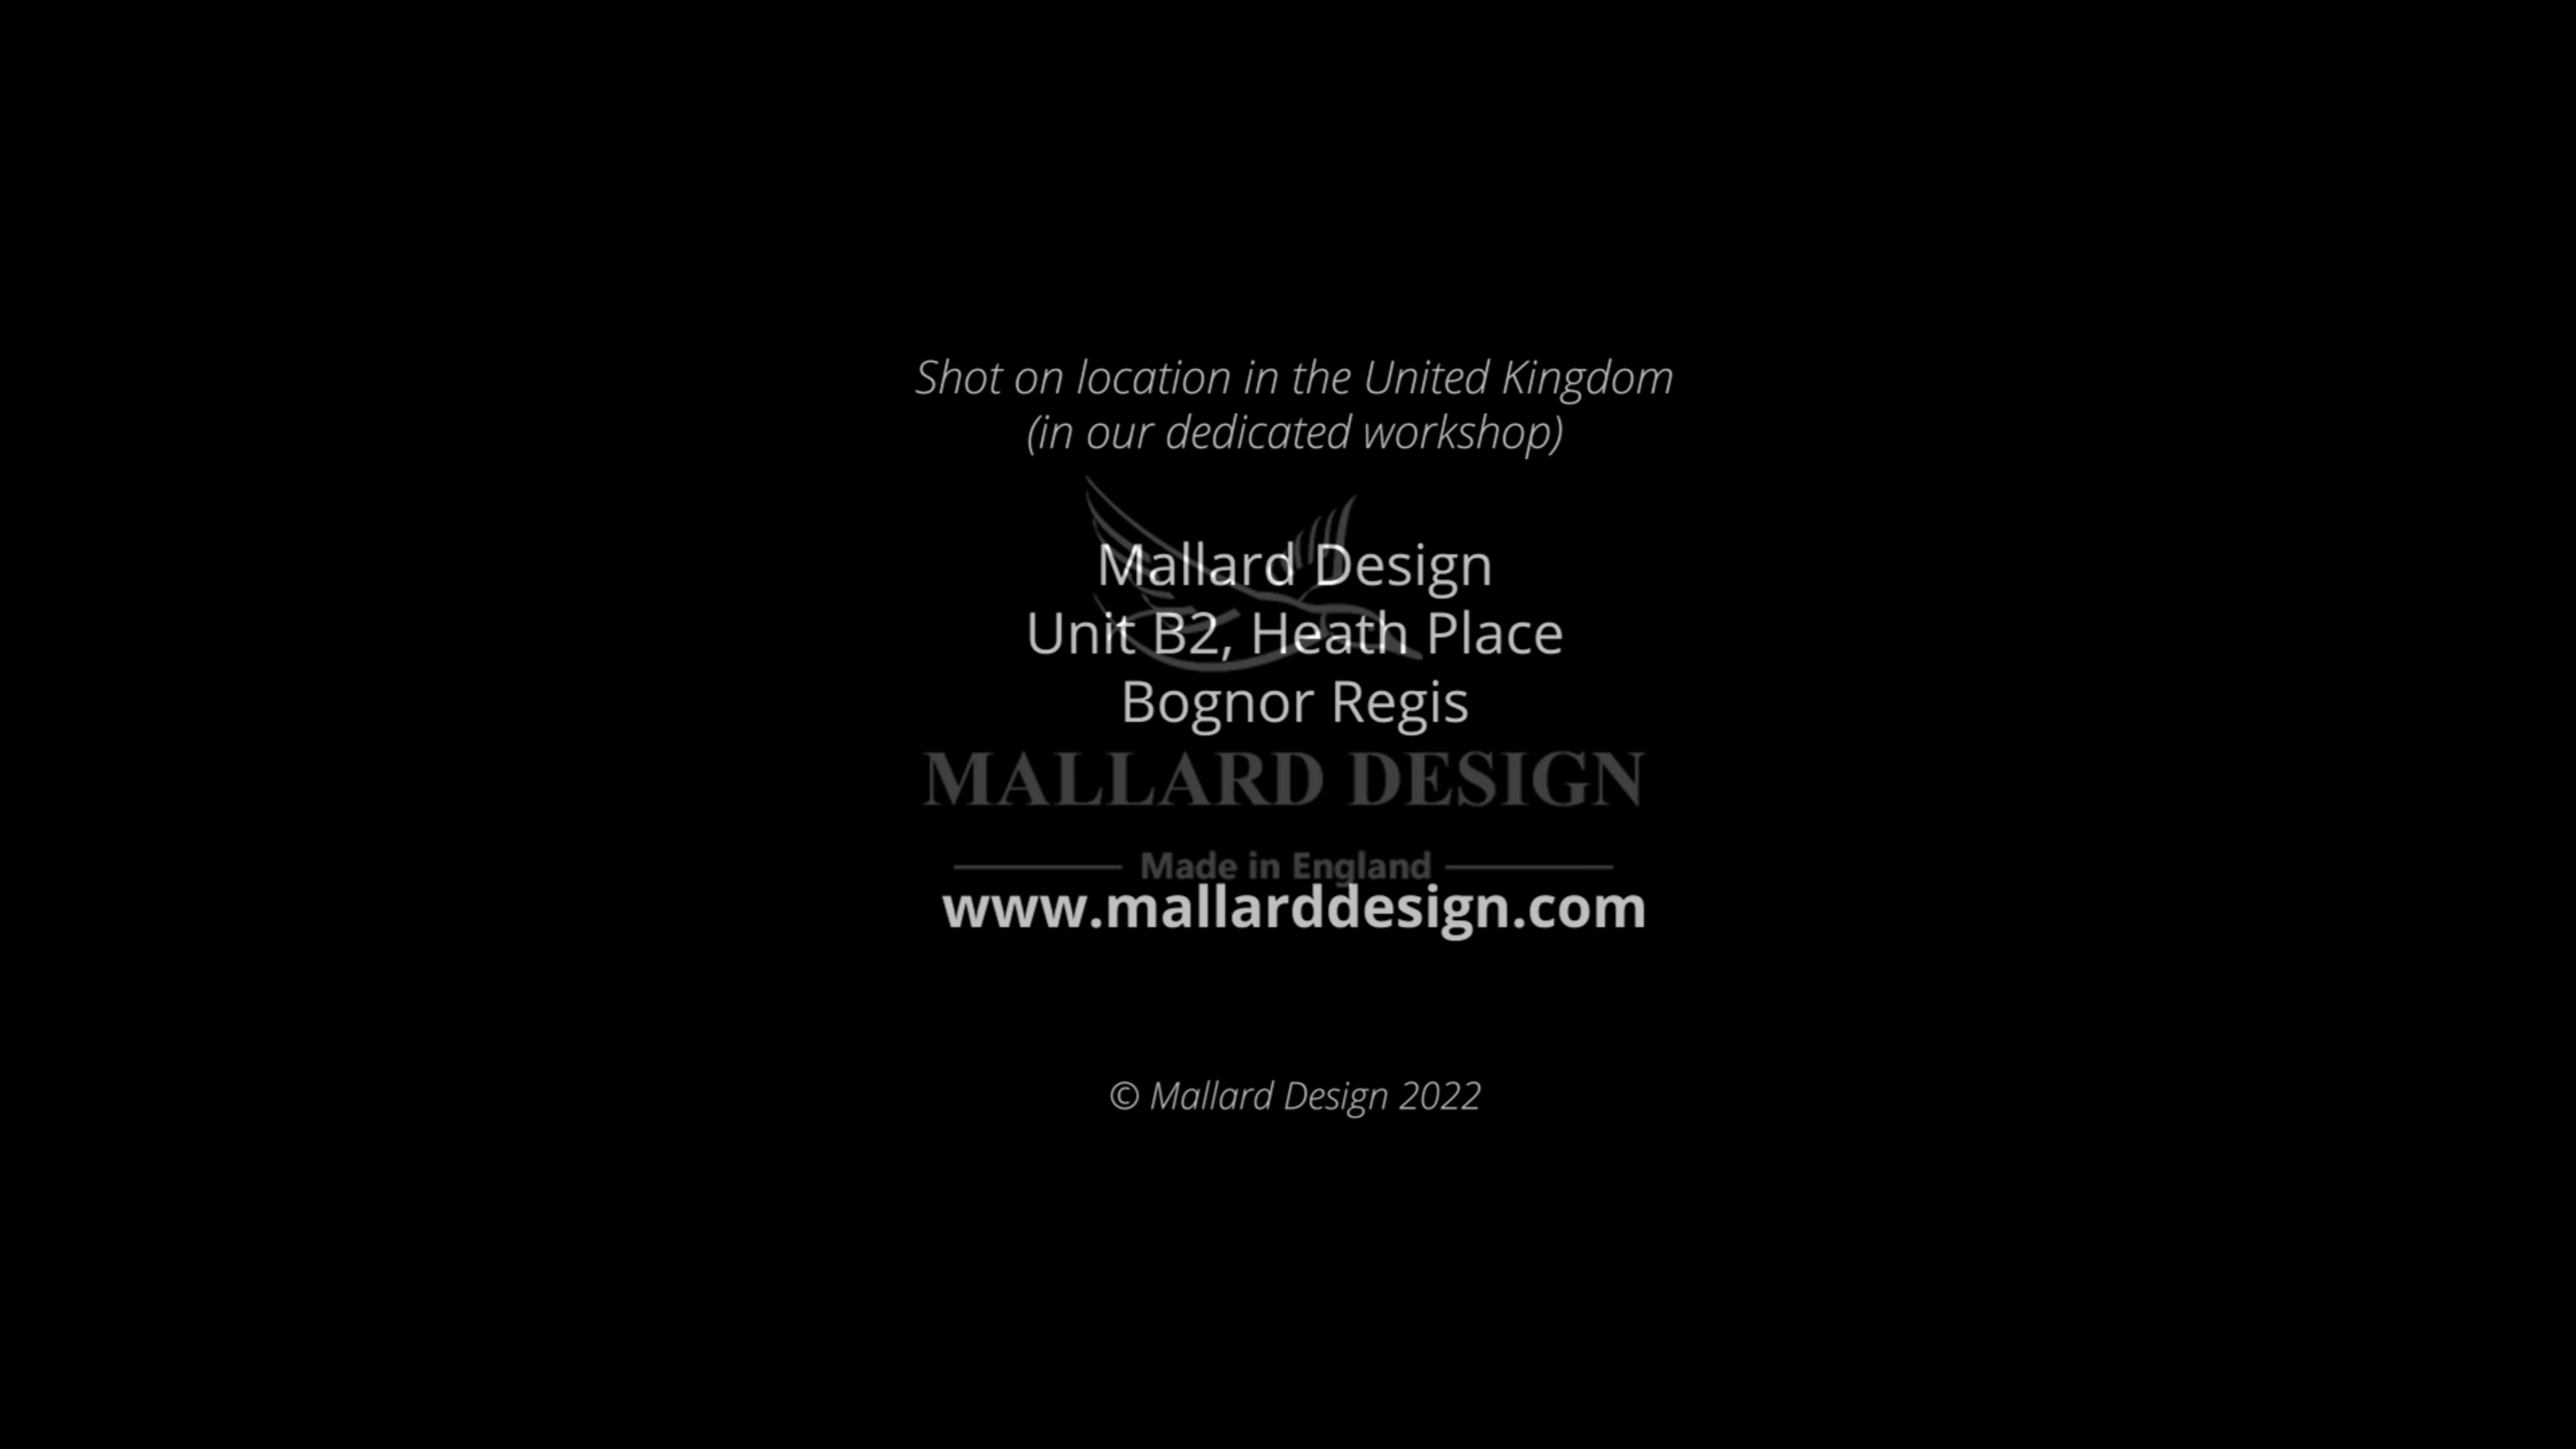 Shot on location in the United Kingdom
(in our dedicated workshop)
Mallard Design
Unit B2, Heath Place
Bognor Regis
MALLARD DESIGN
Made in England
www.mallarddesign.com
© Mallard Design 2022